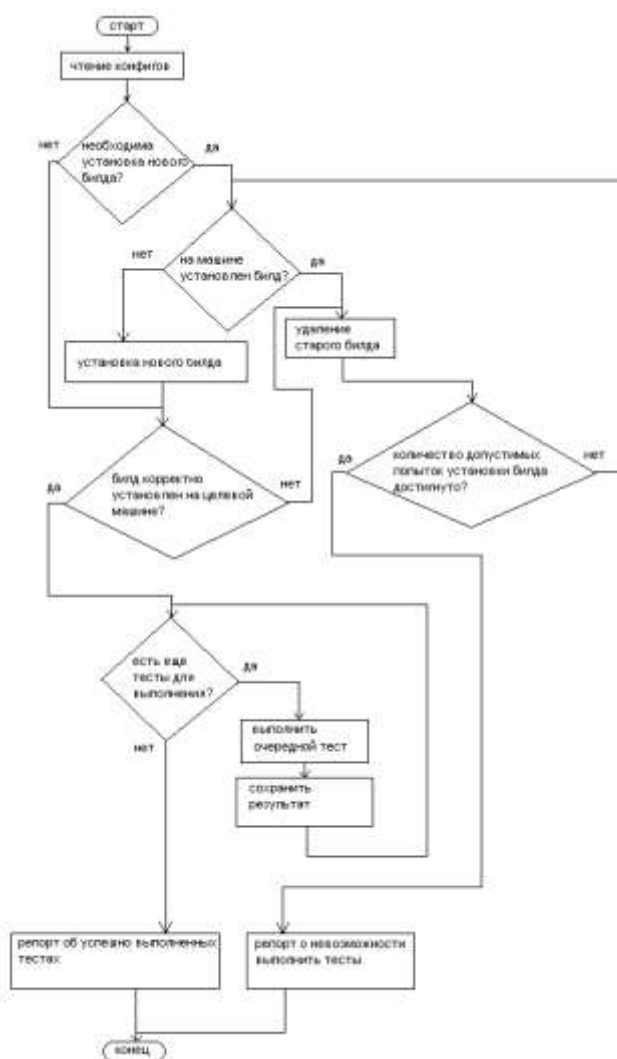 старт
чтение конфигов
нет
необходима
установка нового
билда?
да
нет
на машине
установлен билд?
да
удаление
старого билда
установка нового билда
да
билд корректно
установлен на целевой
машине?
нет
да
количество допустимых
попыток установки билда
достигнуто?
нет
есть еще
тесты для
выполнения?
да
нет
выполнить
очередной тест
сохранить
результат
репорт об успешно выполненных
тестах
репорт о невозможности
выполнить тесты
конец